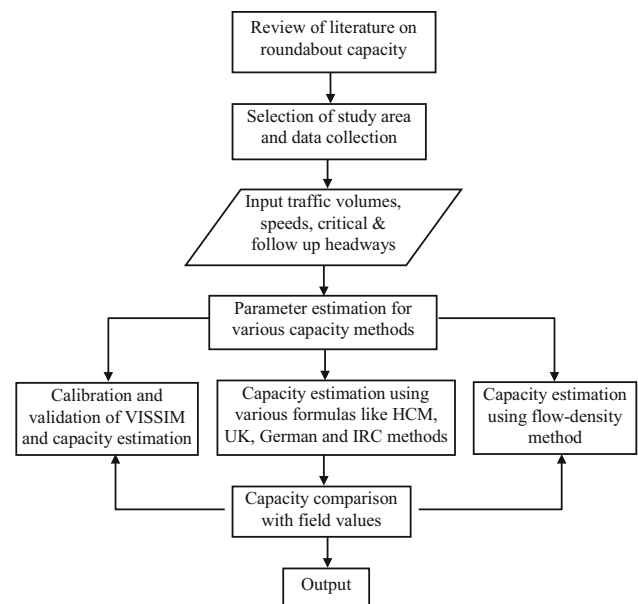 Review of literature on
roundabout capacity
Selection of study area
and data collection
Input traffic volumes,
speeds, critical &
follow up headways
Parameter estimation for
various capacity methods
Calibration and
validation of VISSIM
and capacity estimation
Capacity estimation using
various formulas like HCM,
UK, German and IRC methods
Capacity estimation
using flow-density
method
Capacity comparison
with field values
Output